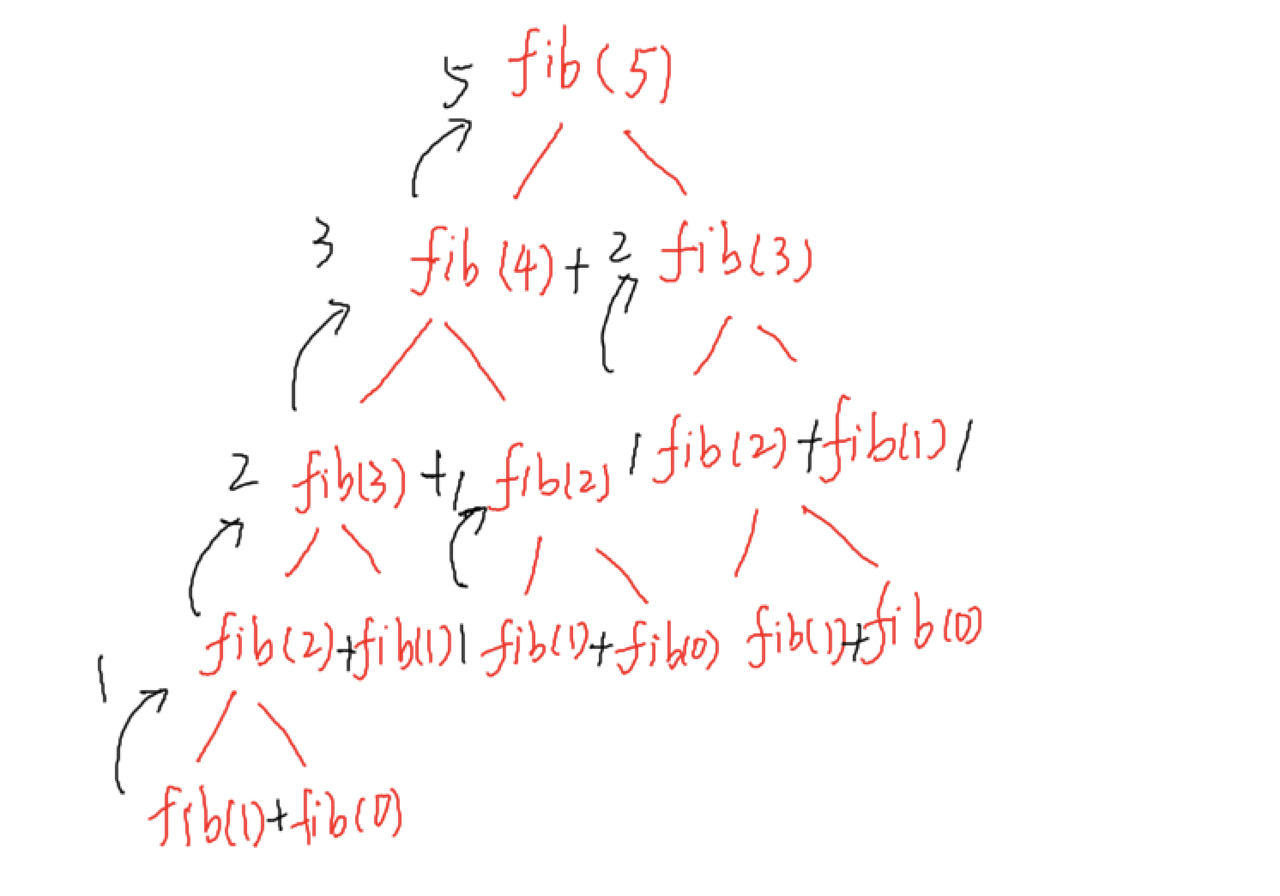 5 fib(5)
3 fib(4) + 2 fib(3)
2 fib(3) + 1 fib(2) 1 fib(2) + fib(1) 1
1 fib(2) + fib(1) 1 fib(1) + fib(0) fib(1) + fib(0)
fib(1) + fib(0)